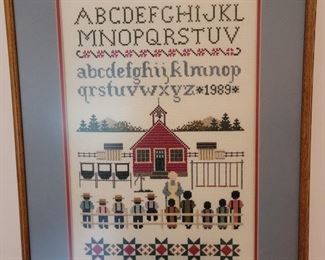 ABCDEFGHIJKL
MNOPQRSTUV
abcdefghijklmnop
qrstuvwxyz*1989*